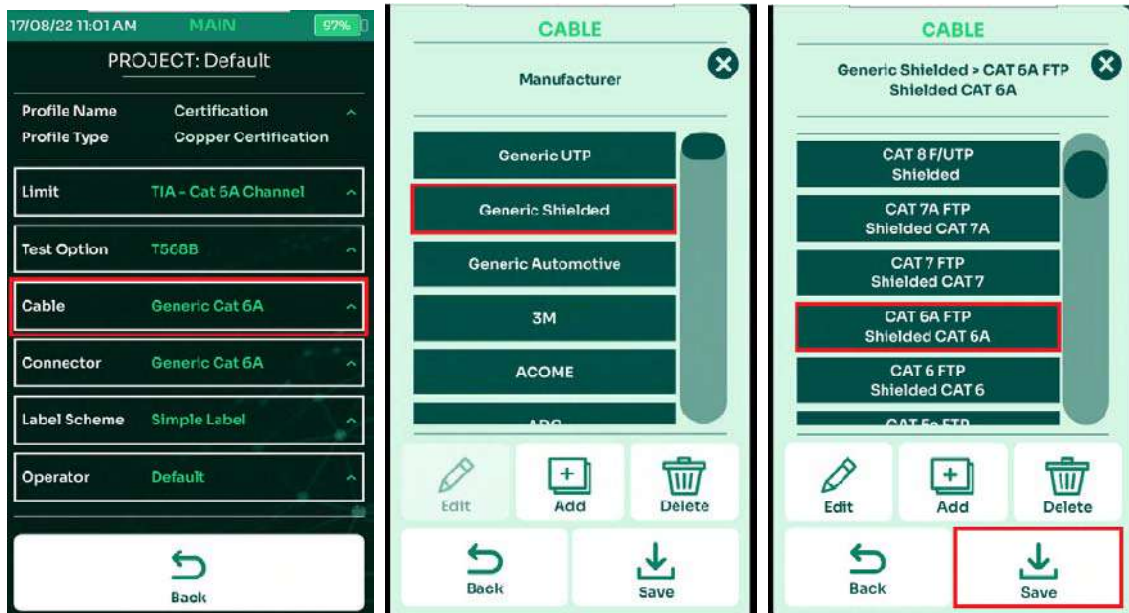 17/08/22 11:01 AM MAIN 97%
PROJECT: Default
Profile Name Certification
Profile Type Copper Certification
Limit TIA - Cat 6A Channel
Test Option T568B
Cable Generic Cat 6A
Connector Generic Cat 6A
Label Scheme Simple Label
Operator Default
Back
CABLE
Manufacturer
Generic UTP
Generic Shielded
Generic Automotive
3M
ACOME
Edit Add Delete
Back Save
CABLE
Generic Shielded > CAT 6A FTP
Shielded CAT 6A
CAT 8 F/UTP
Shielded
CAT 7A FTP
Shielded CAT 7A
CAT 7 FTP
Shielded CAT 7
CAT 6A FTP
Shielded CAT 6A
CAT 6 FTP
Shielded CAT 6
Edit Add Delete
Back Save